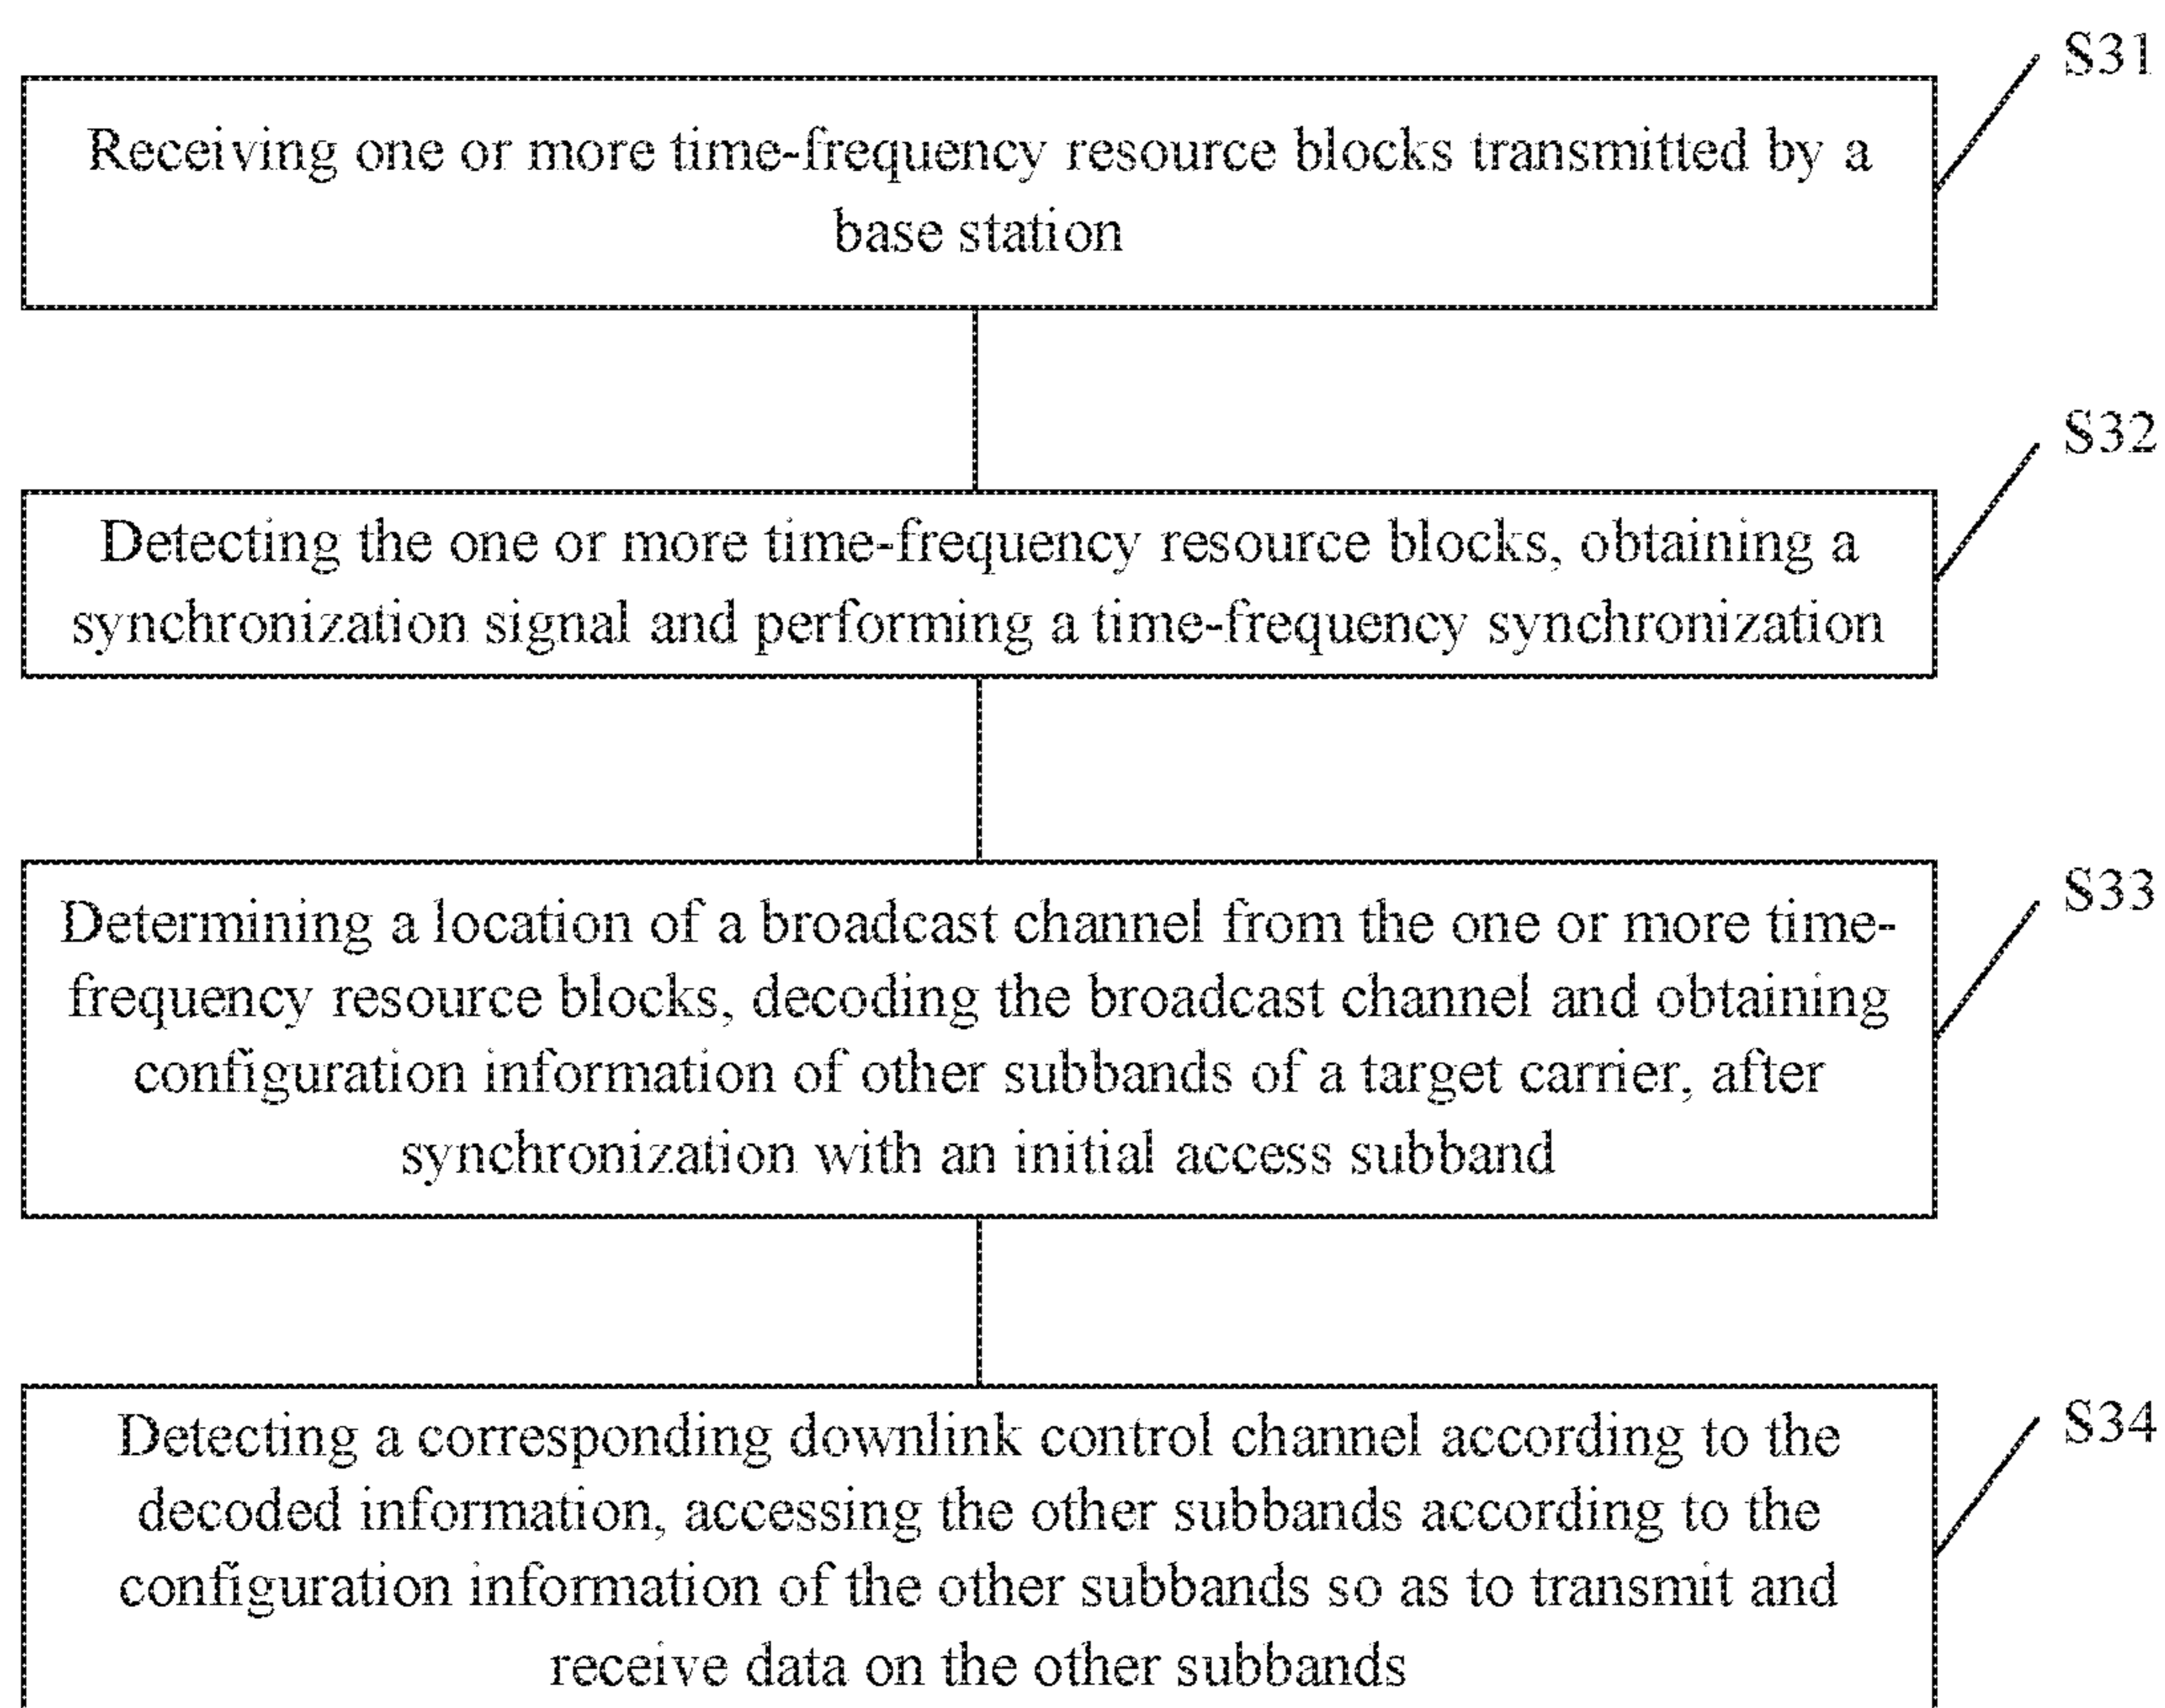 S31
Receiving one or more time-frequency resource blocks transmitted by a
base station
S32
Detecting the one or more time-frequency resource blocks, obtaining a
synchronization signal and performing a time-frequency synchronization
S33
Determining a location of a broadcast channel from the one or more time-
frequency resource blocks, decoding the broadcast channel and obtaining
configuration information of other subbands of a target carrier, after
synchronization with an initial access subband
S34
Detecting a corresponding downlink control channel according to the
decoded information, accessing the other subbands according to the
configuration information of the other subbands so as to transmit and
receive data on the other subbands